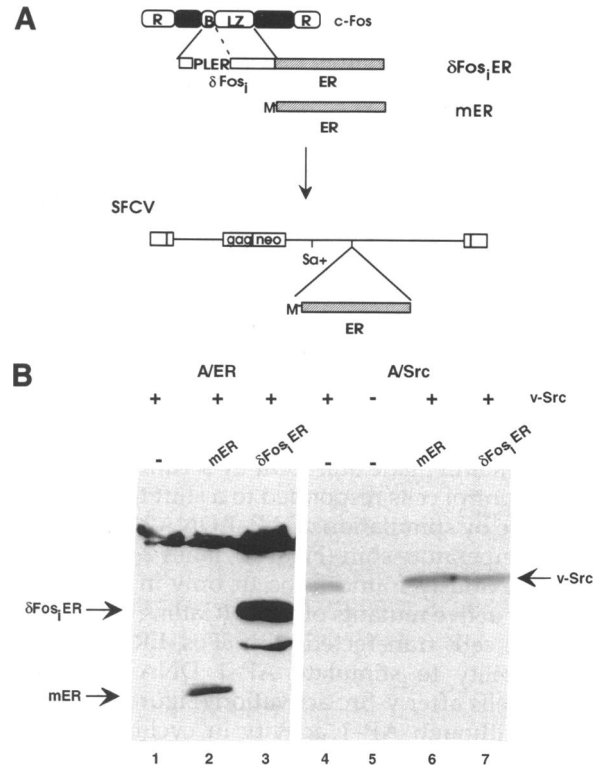 A
R B LZ R c-Fos
PLER
δFosi ER δFosiER
M mER
ER
SFCV
gag neo
Sa+
M
ER
B
A/ER A/Src
+ + + + - + + v-Src
- mER δFosiER - - mER δFosiER
v-Src
δFosiER
mER
1 2 3 4 5 6 7